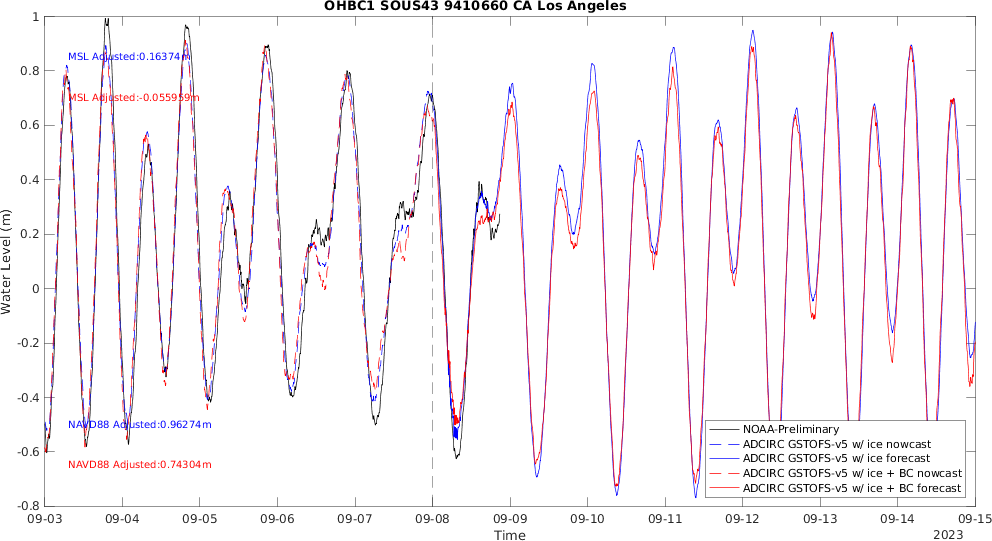 OHBC1 SOUS43 9410660 CA Los Angeles
1
0.8
0.6
0.4
0.2
0
-0.2
-0.4
-0.6
-0.8
Water Level (m)
MSL Adjusted:0.16374m
MSL Adjusted:-0.055959m
NAVD88 Adjusted:0.96274m
NAVD88 Adjusted:0.74304m
NOAA-Preliminary
ADCIRC GSTOFS-v5 w/ ice nowcast
ADCIRC GSTOFS-v5 w/ ice forecast
ADCIRC GSTOFS-v5 w/ ice + BC nowcast
ADCIRC GSTOFS-v5 w/ ice + BC forecast
09-03 09-04 09-05 09-06 09-07 09-08 09-09 09-10 09-11 09-12 09-13 09-14 09-15
Time
2023